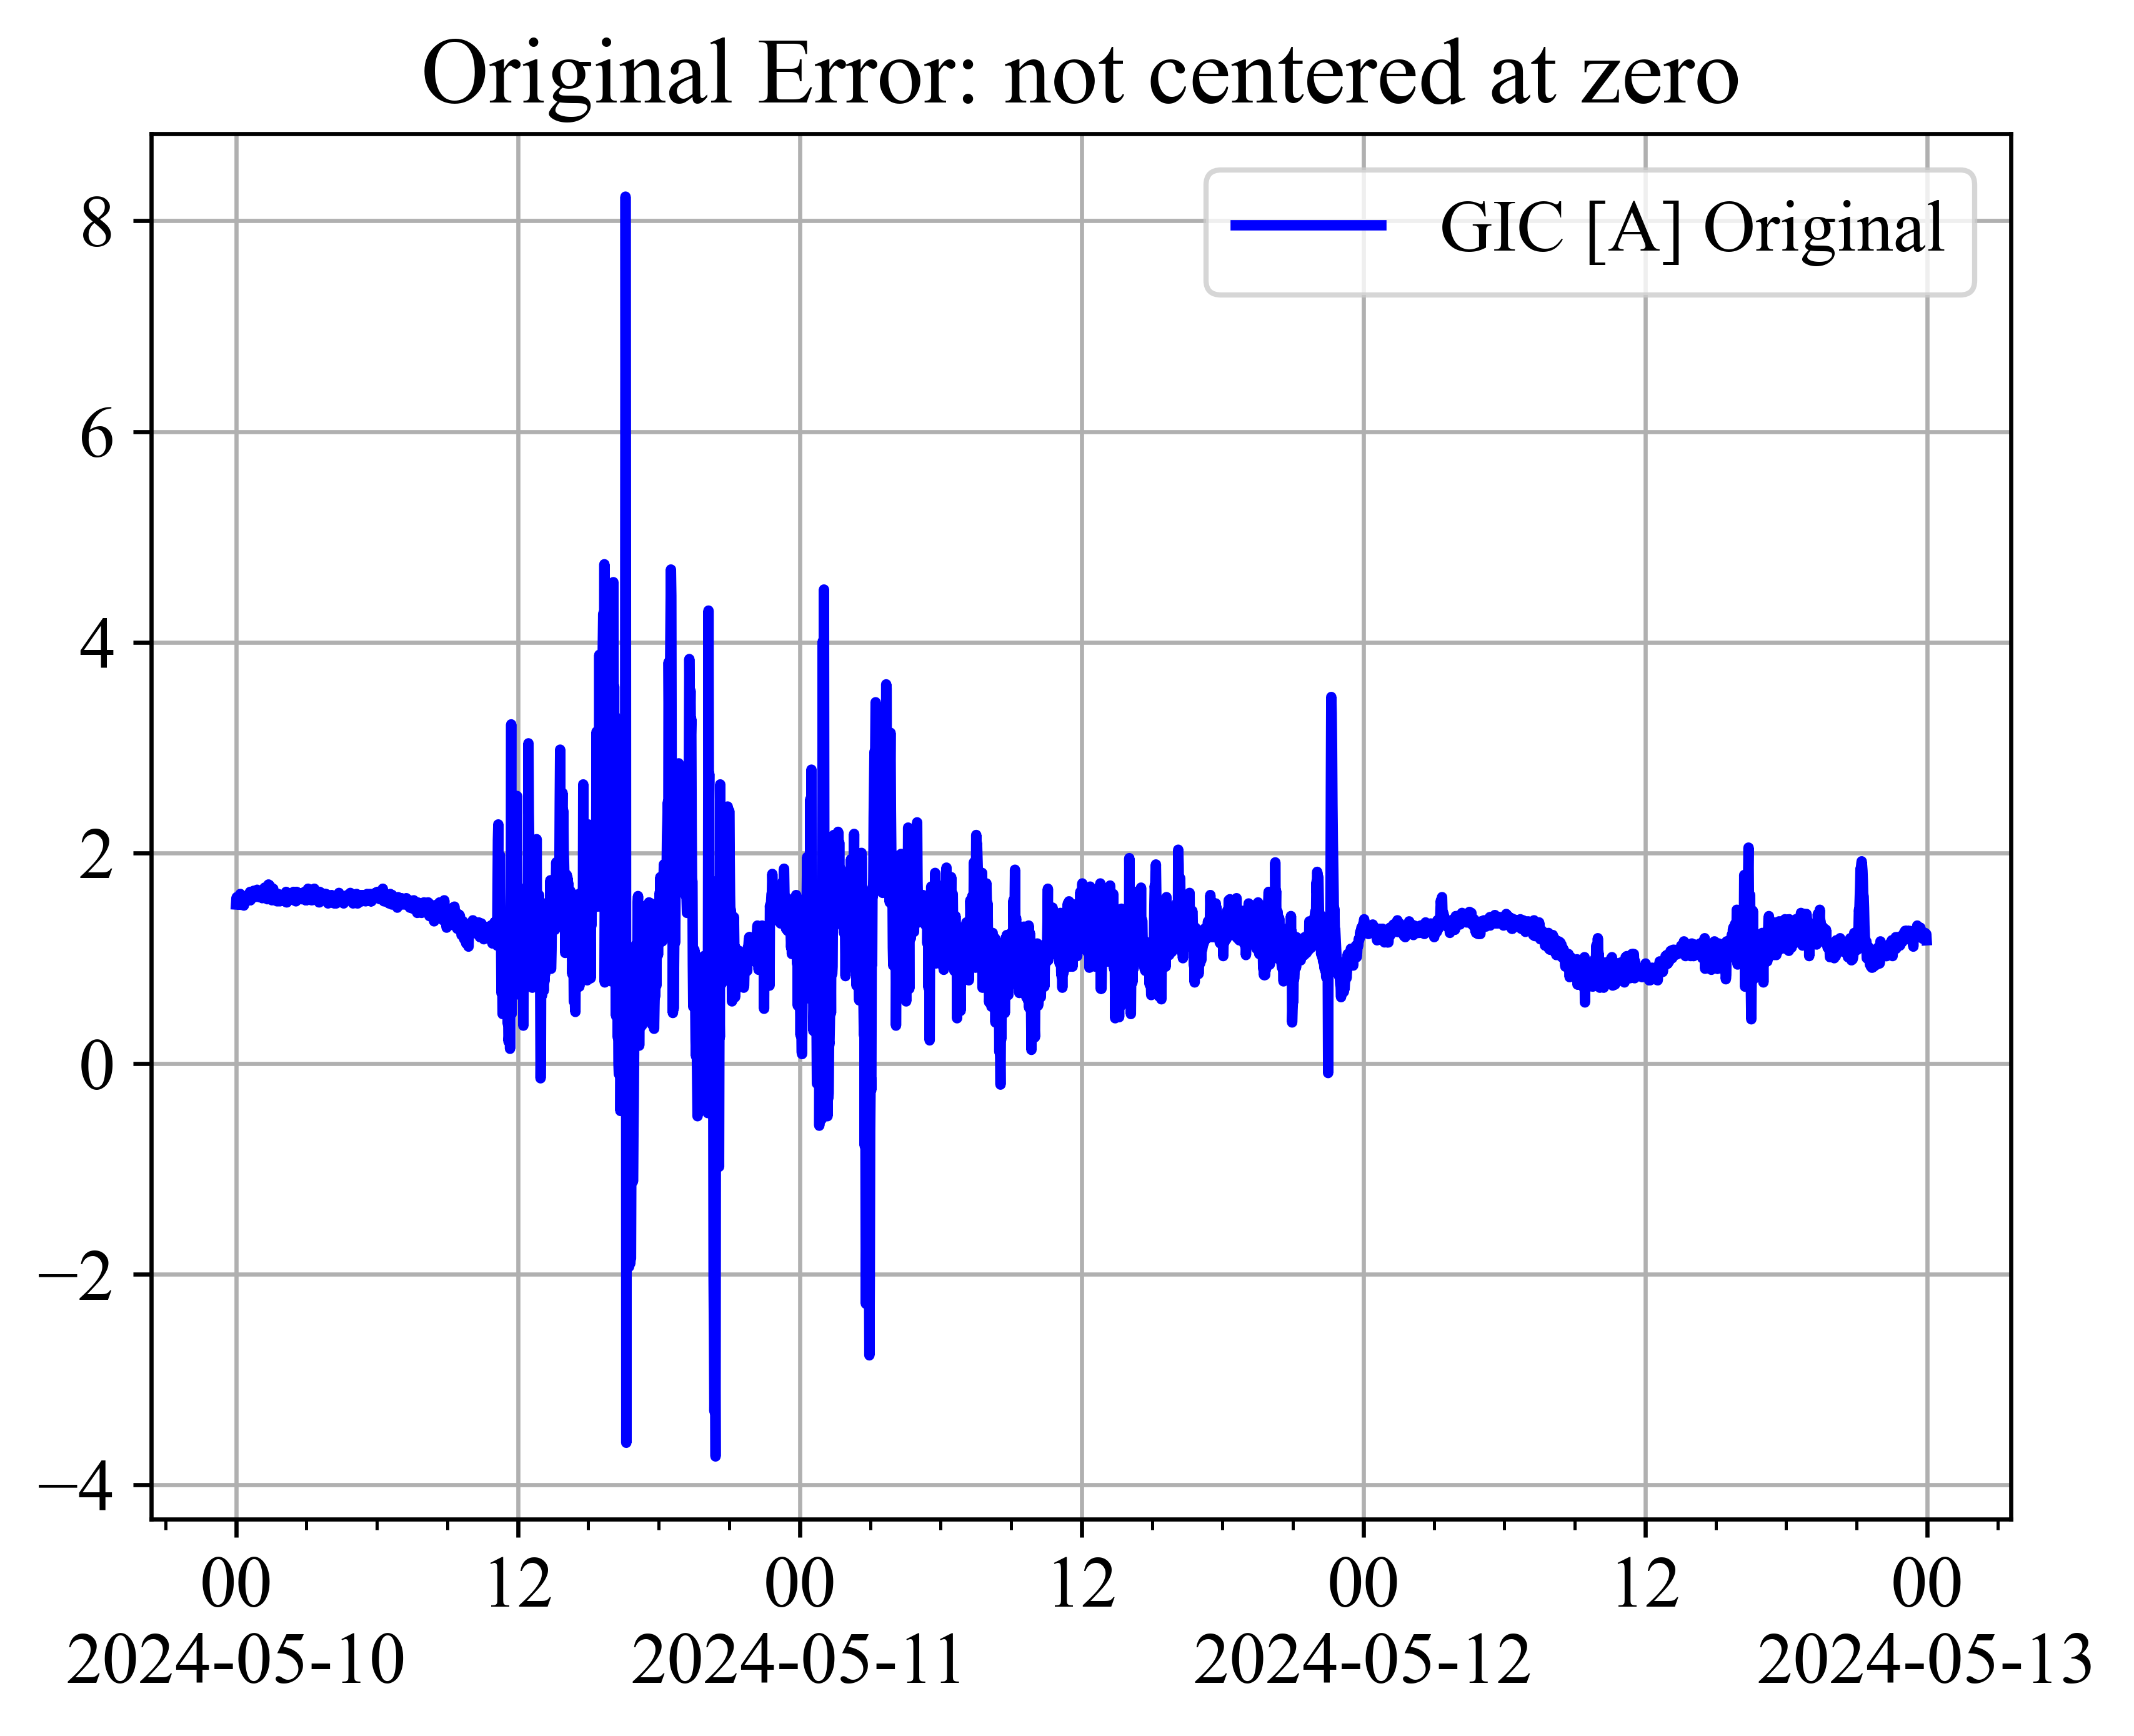 Original Error: not centered at zero
GIC [A] Original
8
6
4
2
0
−2
−4
00 12 00 12 00 12 00
2024-05-10 2024-05-11 2024-05-12 2024-05-13